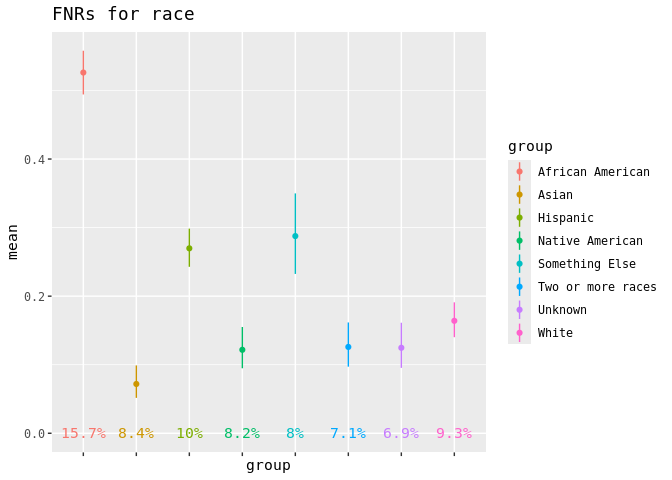 FNRs for race
mean
0.4
0.2
0.0
15.7% 8.4% 10% 8.2% 8% 7.1% 6.9% 9.3%
group
group
African American
Asian
Hispanic
Native American
Something Else
Two or more races
Unknown
White